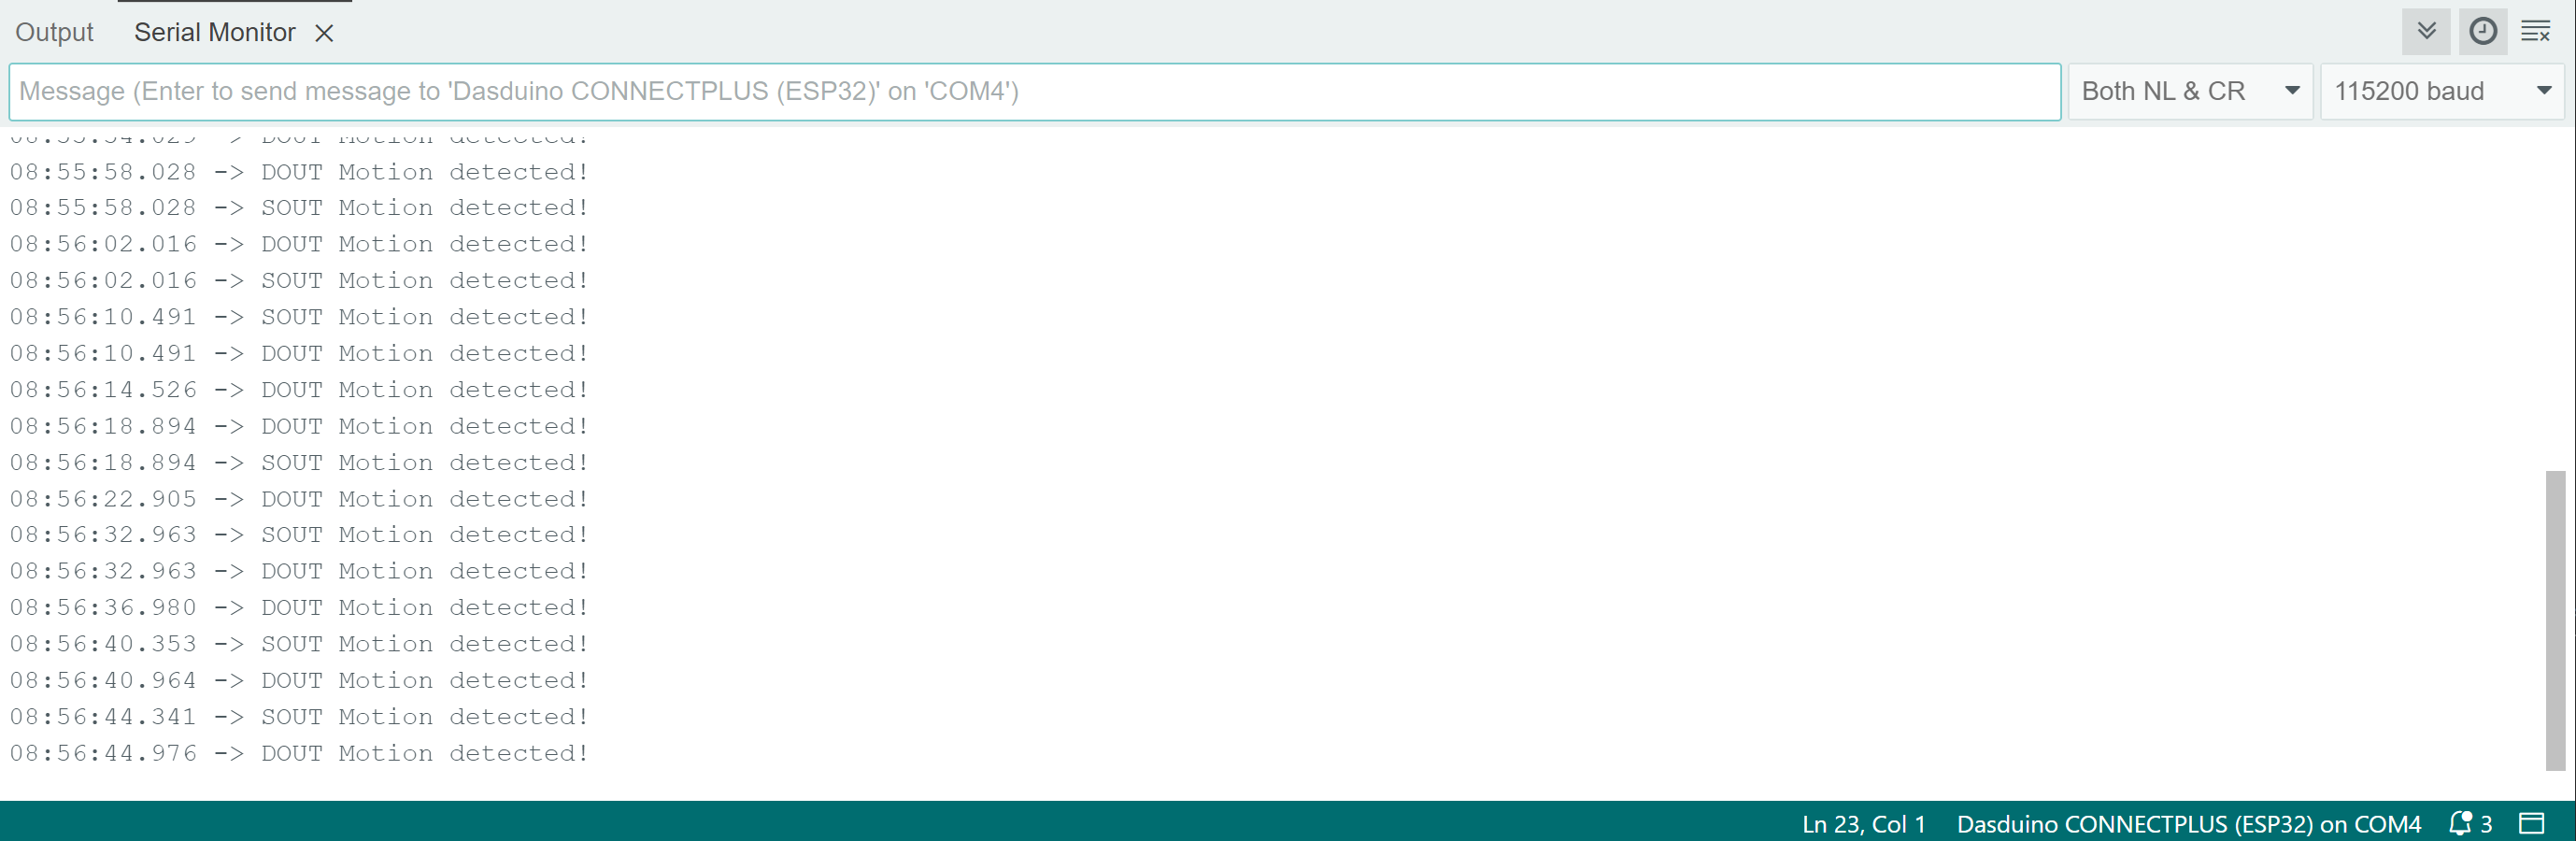 Output Serial Monitor
Message (Enter to send message to 'Dasduino CONNECTPLUS (ESP32)' on 'COM4') Both NL & CR 115200 baud
08:55:54.029 -> DOUT Motion detected!
08:55:58.028 -> DOUT Motion detected!
08:55:58.028 -> SOUT Motion detected!
08:56:02.016 -> DOUT Motion detected!
08:56:02.016 -> SOUT Motion detected!
08:56:10.491 -> SOUT Motion detected!
08:56:10.491 -> DOUT Motion detected!
08:56:14.526 -> DOUT Motion detected!
08:56:18.894 -> DOUT Motion detected!
08:56:18.894 -> SOUT Motion detected!
08:56:22.905 -> DOUT Motion detected!
08:56:32.963 -> SOUT Motion detected!
08:56:32.963 -> DOUT Motion detected!
08:56:36.980 -> DOUT Motion detected!
08:56:40.353 -> SOUT Motion detected!
08:56:40.964 -> DOUT Motion detected!
08:56:44.341 -> SOUT Motion detected!
08:56:44.976 -> DOUT Motion detected!
Ln 23, Col 1 Dasduino CONNECTPLUS (ESP32) on COM4 3